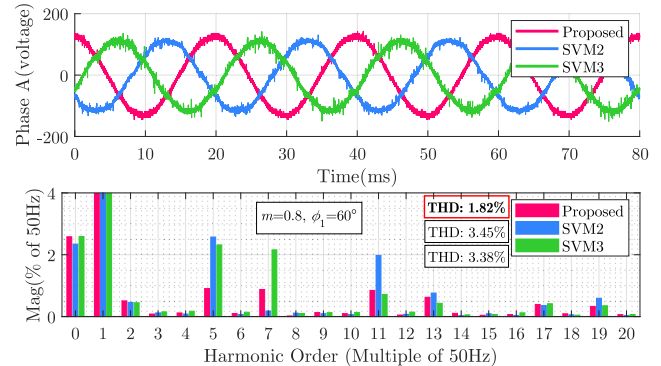 200
0
-200
Phase A(voltage)
Proposed
SVM2
SVM3
0 10 20 30 40 50 60 70 80
Time(ms)
4
2
0
Mag(% of 50Hz)
m=0.8, ϕ₁=60°
THD: 1.82%
THD: 3.45%
THD: 3.38%
Proposed
SVM2
SVM3
0 1 2 3 4 5 6 7 8 9 10 11 12 13 14 15 16 17 18 19 20
Harmonic Order (Multiple of 50Hz)